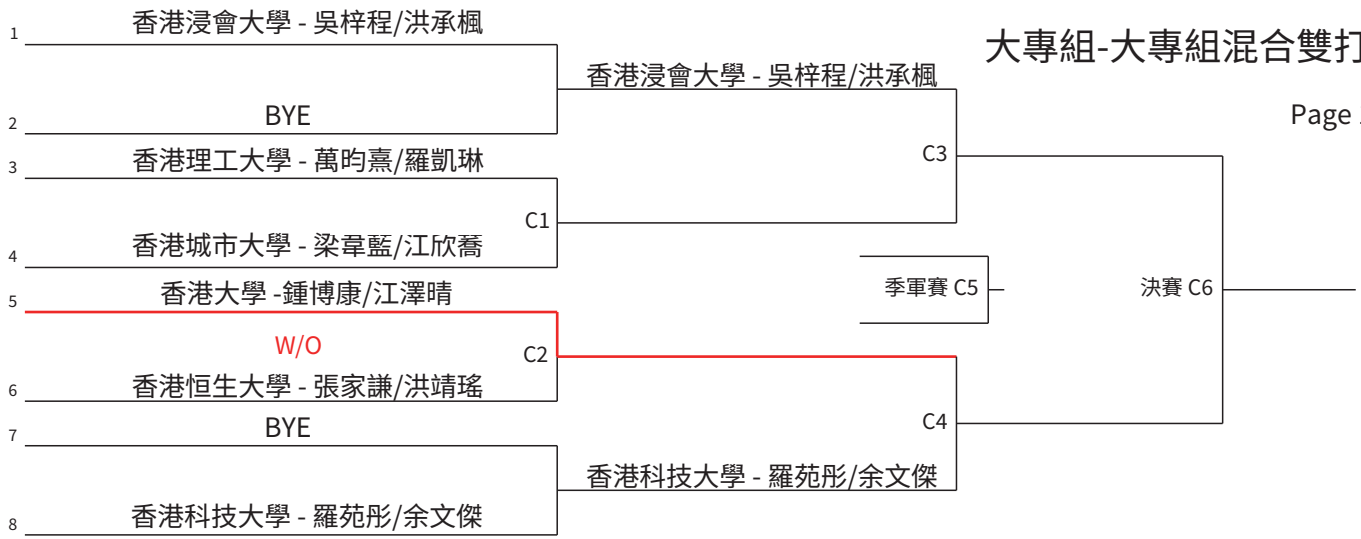 大專組-大專組混合雙打
Page
1 香港浸會大學 - 吳梓程/洪承楓
香港浸會大學 - 吳梓程/洪承楓
2 BYE
3 香港理工大學 - 萬昀熹/羅凱琳
C3
C1
4 香港城市大學 - 梁韋藍/江欣蕎
5 香港大學 -鍾博康/江澤晴
季軍賽 C5
決賽 C6
W/O
C2
6 香港恒生大學 - 張家謙/洪靖瑤
7 BYE
C4
香港科技大學 - 羅苑彤/余文傑
8 香港科技大學 - 羅苑彤/余文傑